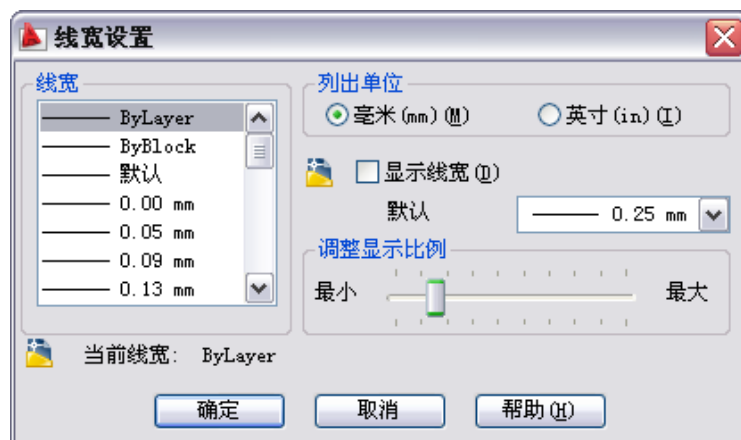 线宽设置
线宽
ByLayer
ByBlock
默认
0.00 mm
0.05 mm
0.09 mm
0.13 mm
列出单位
毫米(mm)(M)
英寸(in)(I)
显示线宽(D)
默认
0.25 mm
调整显示比例
最小
最大
当前线宽: ByLayer
确定
取消
帮助(H)